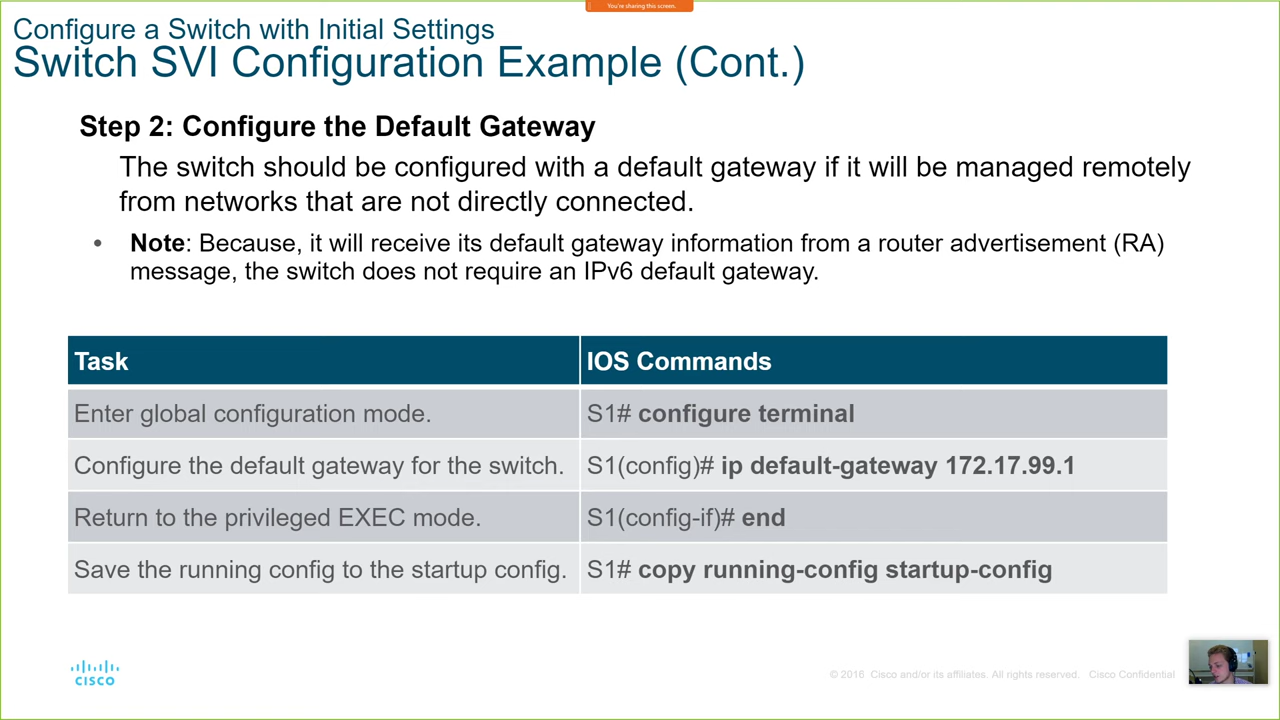 You're sharing this screen.
Configure a Switch with Initial Settings
Switch SVI Configuration Example (Cont.)
Step 2: Configure the Default Gateway
The switch should be configured with a default gateway if it will be managed remotely
from networks that are not directly connected.
• Note: Because, it will receive its default gateway information from a router advertisement (RA)
message, the switch does not require an IPv6 default gateway.
Task IOS Commands
Enter global configuration mode. S1# configure terminal
Configure the default gateway for the switch. S1(config)# ip default-gateway 172.17.99.1
Return to the privileged EXEC mode. S1(config-if)# end
Save the running config to the startup config. S1# copy running-config startup-config
CISCO
© 2016 Cisco and/or its affiliates. All rights reserved. Cisco Confidential